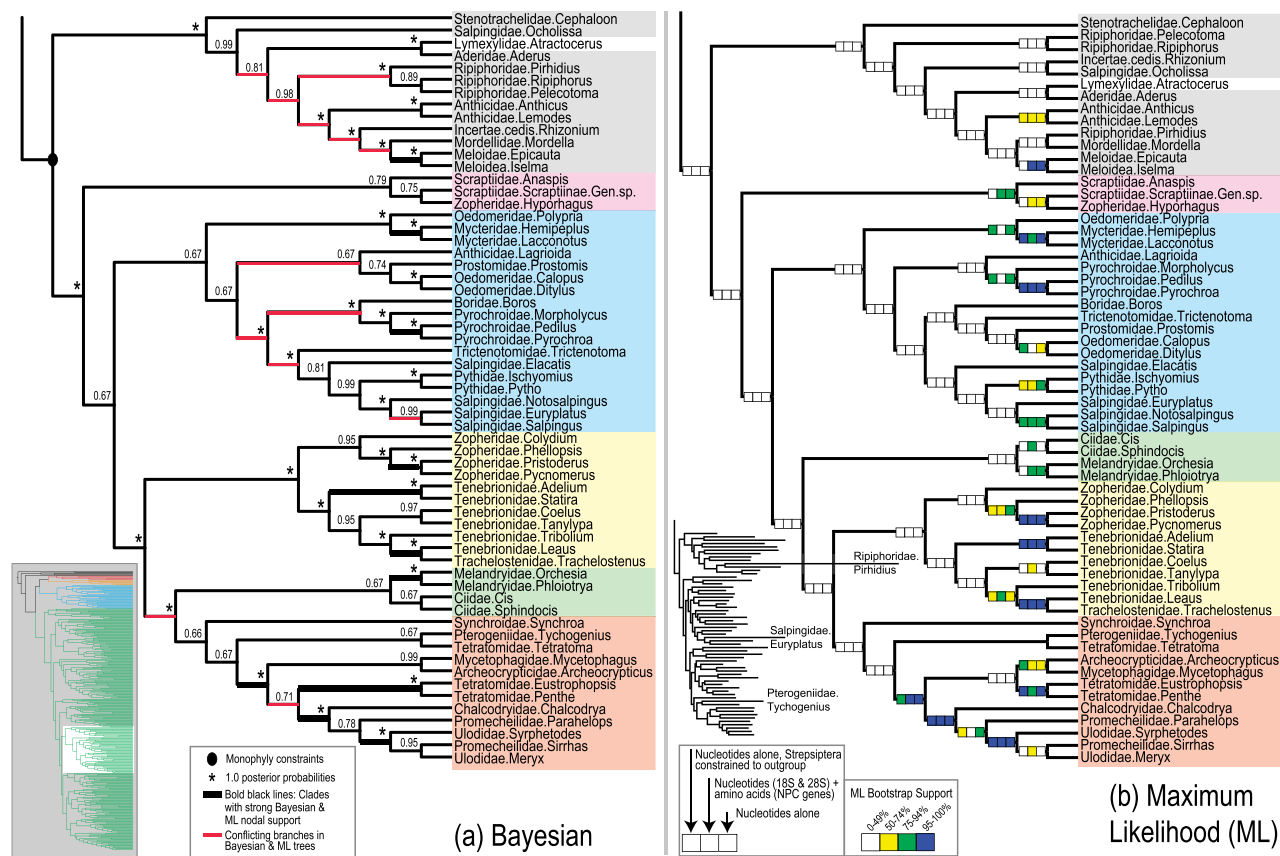 Stenotrachelidae.Cephaloon
Salpingidae.Ocholissa
Lymexylidae.Atractocerus
Aderidae.Aderus
Ripiphoridae.Pirhidius
Ripiphoridae.Ripiphorus
Ripiphoridae.Pelecotoma
Anthicidae.Anthicus
Anthicidae.Lemodes
Incertae.cedis.Rhizonium
Mordellidae.Mordella
Meloidae.Epicauta
Meloidea.Iselma
Scraptiidae.Anaspis
Scraptiidae.Scraptiinae.Gen.sp.
Zopheridae.Hyporhagus
Oedomeridae.Polypria
Mycteridae.Hemipeplus
Mycteridae.Lacconotus
Anthicidae.Lagrioida
Prostomidae.Prostomis
Oedomeridae.Calopus
Oedomeridae.Ditylus
Boridae.Boros
Pyrochroidae.Morpholycus
Pyrochroidae.Pedilus
Pyrochroidae.Pyrochroa
Trictenotomidae.Trictenotoma
Salpingidae.Elacatis
Pythidae.Ischyomius
Pythidae.Pytho
Salpingidae.Notosalpingus
Salpingidae.Euryplatus
Salpingidae.Salpingus
Zopheridae.Colydium
Zopheridae.Phellopsis
Zopheridae.Pristoderus
Zopheridae.Pycnomerus
Tenebrionidae.Adelium
Tenebrionidae.Statira
Tenebrionidae.Coelus
Tenebrionidae.Tanylypa
Tenebrionidae.Tribolium
Tenebrionidae.Leaus
Trachelostenidae.Trachelostenus
Melandryidae.Orchesia
Melandryidae.Phloiotrya
Ciidae.Cis
Ciidae.Sphindocis
Synchroidae.Synchroa
Pterogeniidae.Tychogenius
Tetratomidae.Tetratoma
Mycetophagidae.Mycetophagus
Archeocrypticidae.Archeocrypticus
Tetratomidae.Eustrophopsis
Tetratomidae.Penthe
Chalcodryidae.Chalcodrya
Promecheilidae.Parahelops
Ulodidae.Syrphetodes
Promecheilidae.Sirrhas
Ulodidae.Meryx
*
0.99
*
0.81
*
0.89
0.98
*
*
*
*
*
0.79
0.75
*
0.67
*
*
0.67
0.74
0.67
*
*
*
*
*
*
0.81
*
0.99
*
0.99
0.67
0.95
*
*
*
*
*
0.97
0.95
*
*
*
*
0.67
0.67
*
0.66
0.67
0.67
0.99
*
*
0.71
*
0.78
*
0.95
Monophyly constraints
* 1.0 posterior probabilities
Bold black lines: Clades
with strong Bayesian &
ML nodal support
Conflicting branches in
Bayesian & ML trees
(a) Bayesian
Stenotrachelidae.Cephaloon
Ripiphoridae.Pelecotoma
Ripiphoridae.Ripiphorus
Incertae.cedis.Rhizonium
Salpingidae.Ocholissa
Lymexylidae.Atractocerus
Aderidae.Aderus
Anthicidae.Anthicus
Anthicidae.Lemodes
Ripiphoridae.Pirhidius
Mordellidae.Mordella
Meloidae.Epicauta
Meloidea.Iselma
Scraptiidae.Anaspis
Scraptiidae.Scraptiinae.Gen.sp.
Zopheridae.Hyporhagus
Oedomeridae.Polypria
Mycteridae.Hemipeplus
Mycteridae.Lacconotus
Anthicidae.Lagrioida
Pyrochroidae.Morpholycus
Pyrochroidae.Pedilus
Pyrochroidae.Pyrochroa
Boridae.Boros
Trictenotomidae.Trictenotoma
Prostomidae.Prostomis
Oedomeridae.Calopus
Oedomeridae.Ditylus
Salpingidae.Elacatis
Pythidae.Ischyomius
Pythidae.Pytho
Salpingidae.Euryplatus
Salpingidae.Notosalpingus
Salpingidae.Salpingus
Ciidae.Cis
Ciidae.Sphindocis
Melandryidae.Orchesia
Melandryidae.Phloiotrya
Zopheridae.Colydium
Zopheridae.Phellopsis
Zopheridae.Pristoderus
Zopheridae.Pycnomerus
Tenebrionidae.Adelium
Tenebrionidae.Statira
Tenebrionidae.Coelus
Tenebrionidae.Tanylypa
Tenebrionidae.Tribolium
Tenebrionidae.Leaus
Trachelostenidae.Trachelostenus
Synchroidae.Synchroa
Pterogeniidae.Tychogenius
Tetratomidae.Tetratoma
Archeocrypticidae.Archeocrypticus
Mycetophagidae.Mycetophagus
Tetratomidae.Eustrophopsis
Tetratomidae.Penthe
Chalcodryidae.Chalcodrya
Promecheilidae.Parahelops
Ulodidae.Syrphetodes
Promecheilidae.Sirrhas
Ulodidae.Meryx
Ripiphoridae.
Pirhidius
Salpingidae.
Euryplatus
Pterogeniidae.
Tychogenius
Nucleotides alone, Strepsiptera
constrained to outgroup
Nucleotides (18S & 28S) +
amino acids (NPC genes)
Nucleotides alone
ML Bootstrap Support
0-49%
50-74%
75-94%
95-100%
(b) Maximum
Likelihood (ML)